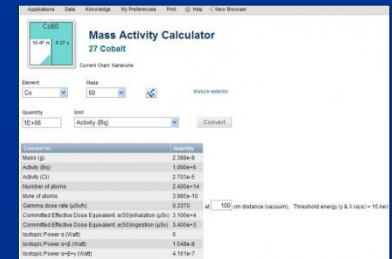 Applications Data Knowledge My Preferences Print Help New Browser
Co60
10.47 m 5.27 y
Mass Activity Calculator
27 Cobalt
Current Chart: Karlsruhe
Element Mass
Co 60 Mixture selector
Quantity Unit
1E+06 Activity (Bq) Convert
Convert to: Quantity
Mass (g) 2.388e-8
Activity (Bq) 1.000e+6
Activity (Ci) 2.703e-5
Number of atoms 2.400e+14
Mole of atoms 3.985e-10
Gamma dose rate (µSv/h) 0.3370 at 100 cm distance (vacuum), Threshold energy (γ & X rays) = 15 keV
Committed Effective Dose Equivalent, e(50)inhalation (µSv) 3.100e+4
Committed Effective Dose Equivalent, e(50)ingestion (µSv) 3.400e+3
Isotopic Power α (Watt) 0
Isotopic Power α+β (Watt) 1.548e-8
Isotopic Power α+β+γ (Watt) 4.161e-7